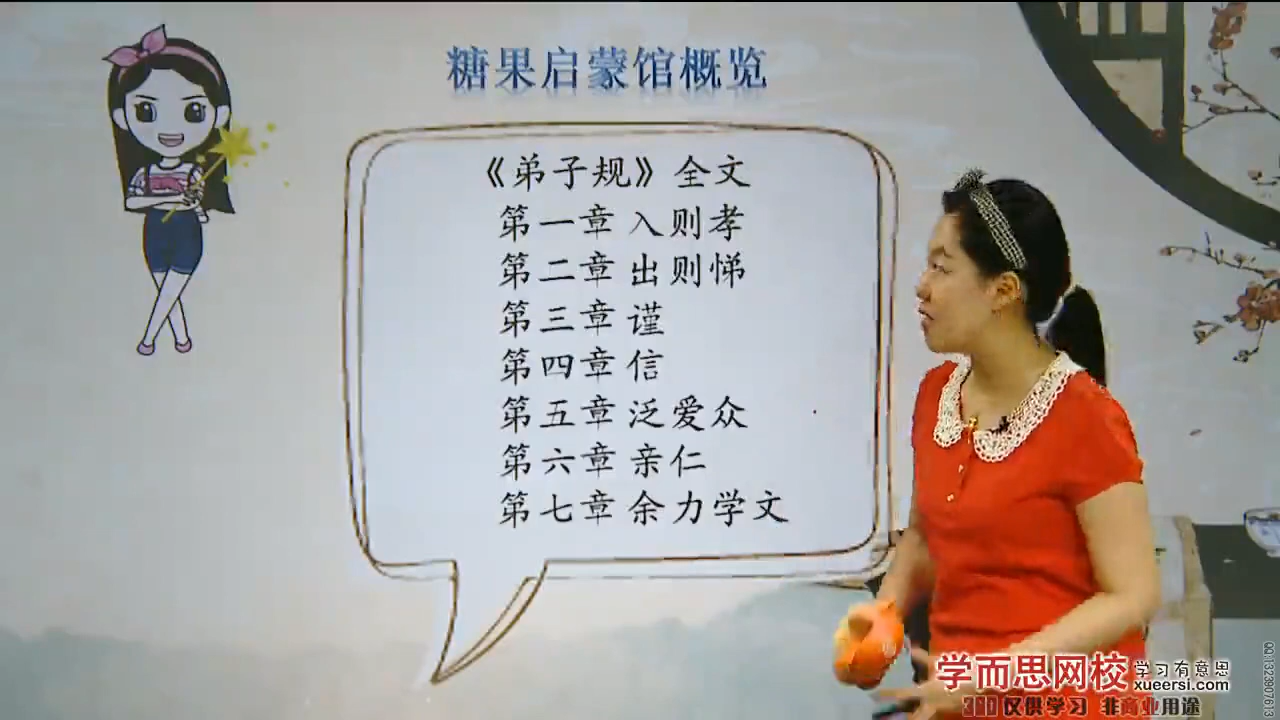 糖果启蒙馆概览
《弟子规》全文
第一章 入则孝
第二章 出则悌
第三章 谨
第四章 信
第五章 泛爱众
第六章 亲仁
第七章 余力学文
学而思网校 学习有意思
xueersi.com
仅供学习 非商业用途